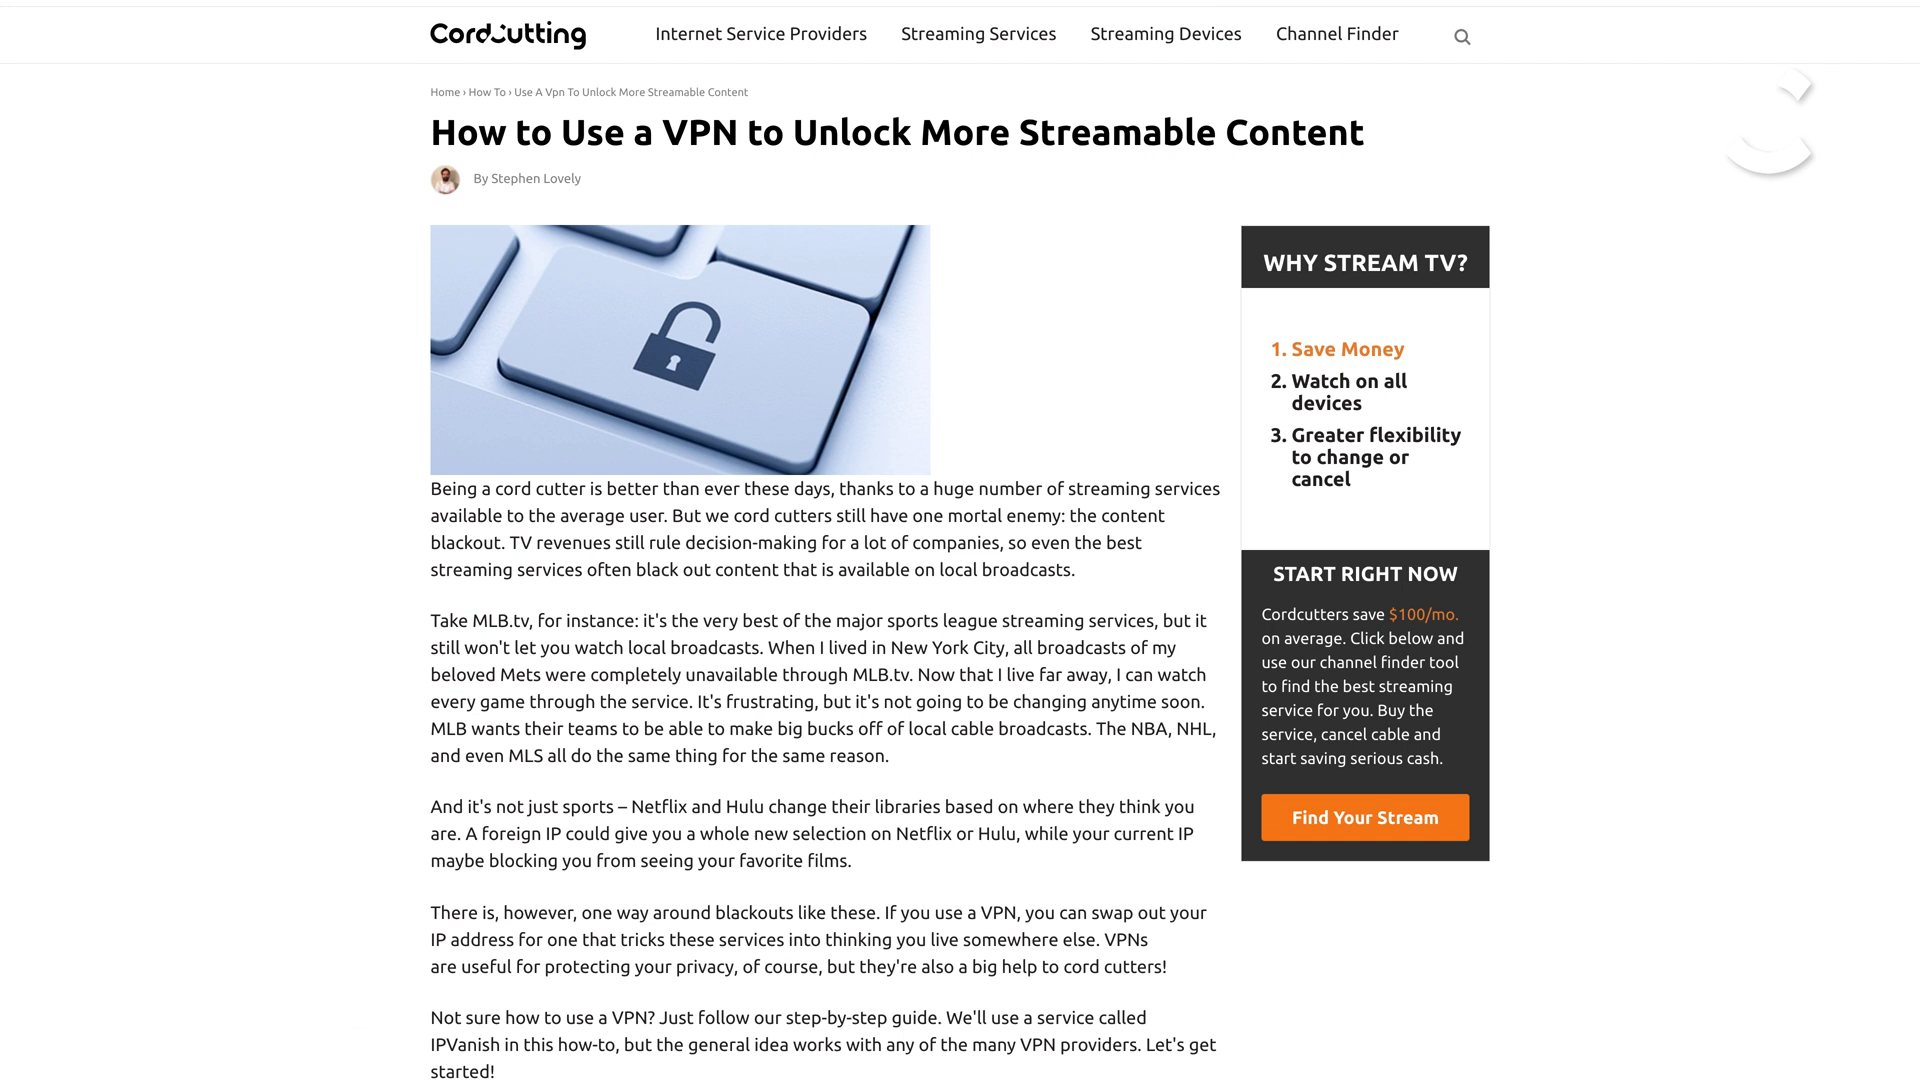 CordCutting
Internet Service Providers
Streaming Services
Streaming Devices
Channel Finder
Home › How To › Use A Vpn To Unlock More Streamable Content
How to Use a VPN to Unlock More Streamable Content
By Stephen Lovely
Being a cord cutter is better than ever these days, thanks to a huge number of streaming services
available to the average user. But we cord cutters still have one mortal enemy: the content
blackout. TV revenues still rule decision-making for a lot of companies, so even the best
streaming services often black out content that is available on local broadcasts.
Take MLB.tv, for instance: it's the very best of the major sports league streaming services, but it
still won't let you watch local broadcasts. When I lived in New York City, all broadcasts of my
beloved Mets were completely unavailable through MLB.tv. Now that I live far away, I can watch
every game through the service. It's frustrating, but it's not going to be changing anytime soon.
MLB wants their teams to be able to make big bucks off of local cable broadcasts. The NBA, NHL,
and even MLS all do the same thing for the same reason.
And it's not just sports – Netflix and Hulu change their libraries based on where they think you
are. A foreign IP could give you a whole new selection on Netflix or Hulu, while your current IP
maybe blocking you from seeing your favorite films.
There is, however, one way around blackouts like these. If you use a VPN, you can swap out your
IP address for one that tricks these services into thinking you live somewhere else. VPNs
are useful for protecting your privacy, of course, but they're also a big help to cord cutters!
Not sure how to use a VPN? Just follow our step-by-step guide. We'll use a service called
IPVanish in this how-to, but the general idea works with any of the many VPN providers. Let's get
started!
WHY STREAM TV?
1. Save Money
2. Watch on all
devices
3. Greater flexibility
to change or
cancel
START RIGHT NOW
Cordcutters save $100/mo.
on average. Click below and
use our channel finder tool
to find the best streaming
service for you. Buy the
service, cancel cable and
start saving serious cash.
Find Your Stream